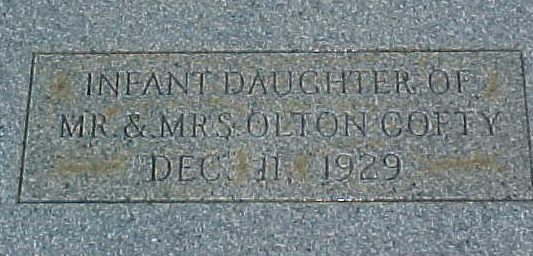 INFANT DAUGHTER OF
MR. & MRS. OLTON COFTY
DEC. 11, 1929